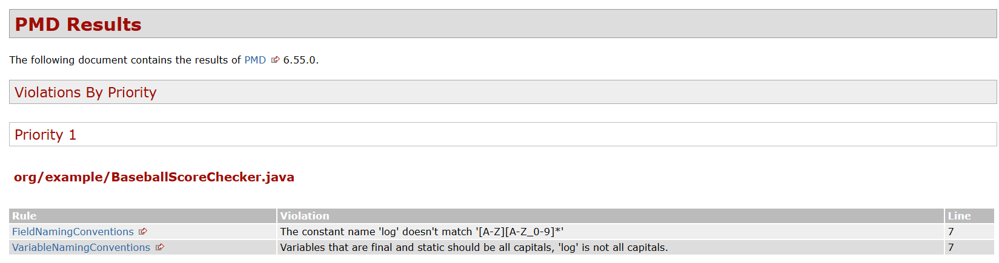 PMD Results
The following document contains the results of PMD 6.55.0.
Violations By Priority
Priority 1
org/example/BaseballScoreChecker.java
Rule Violation Line
FieldNamingConventions The constant name 'log' doesn't match '[A-Z][A-Z_0-9]*' 7
VariableNamingConventions Variables that are final and static should be all capitals, 'log' is not all capitals. 7